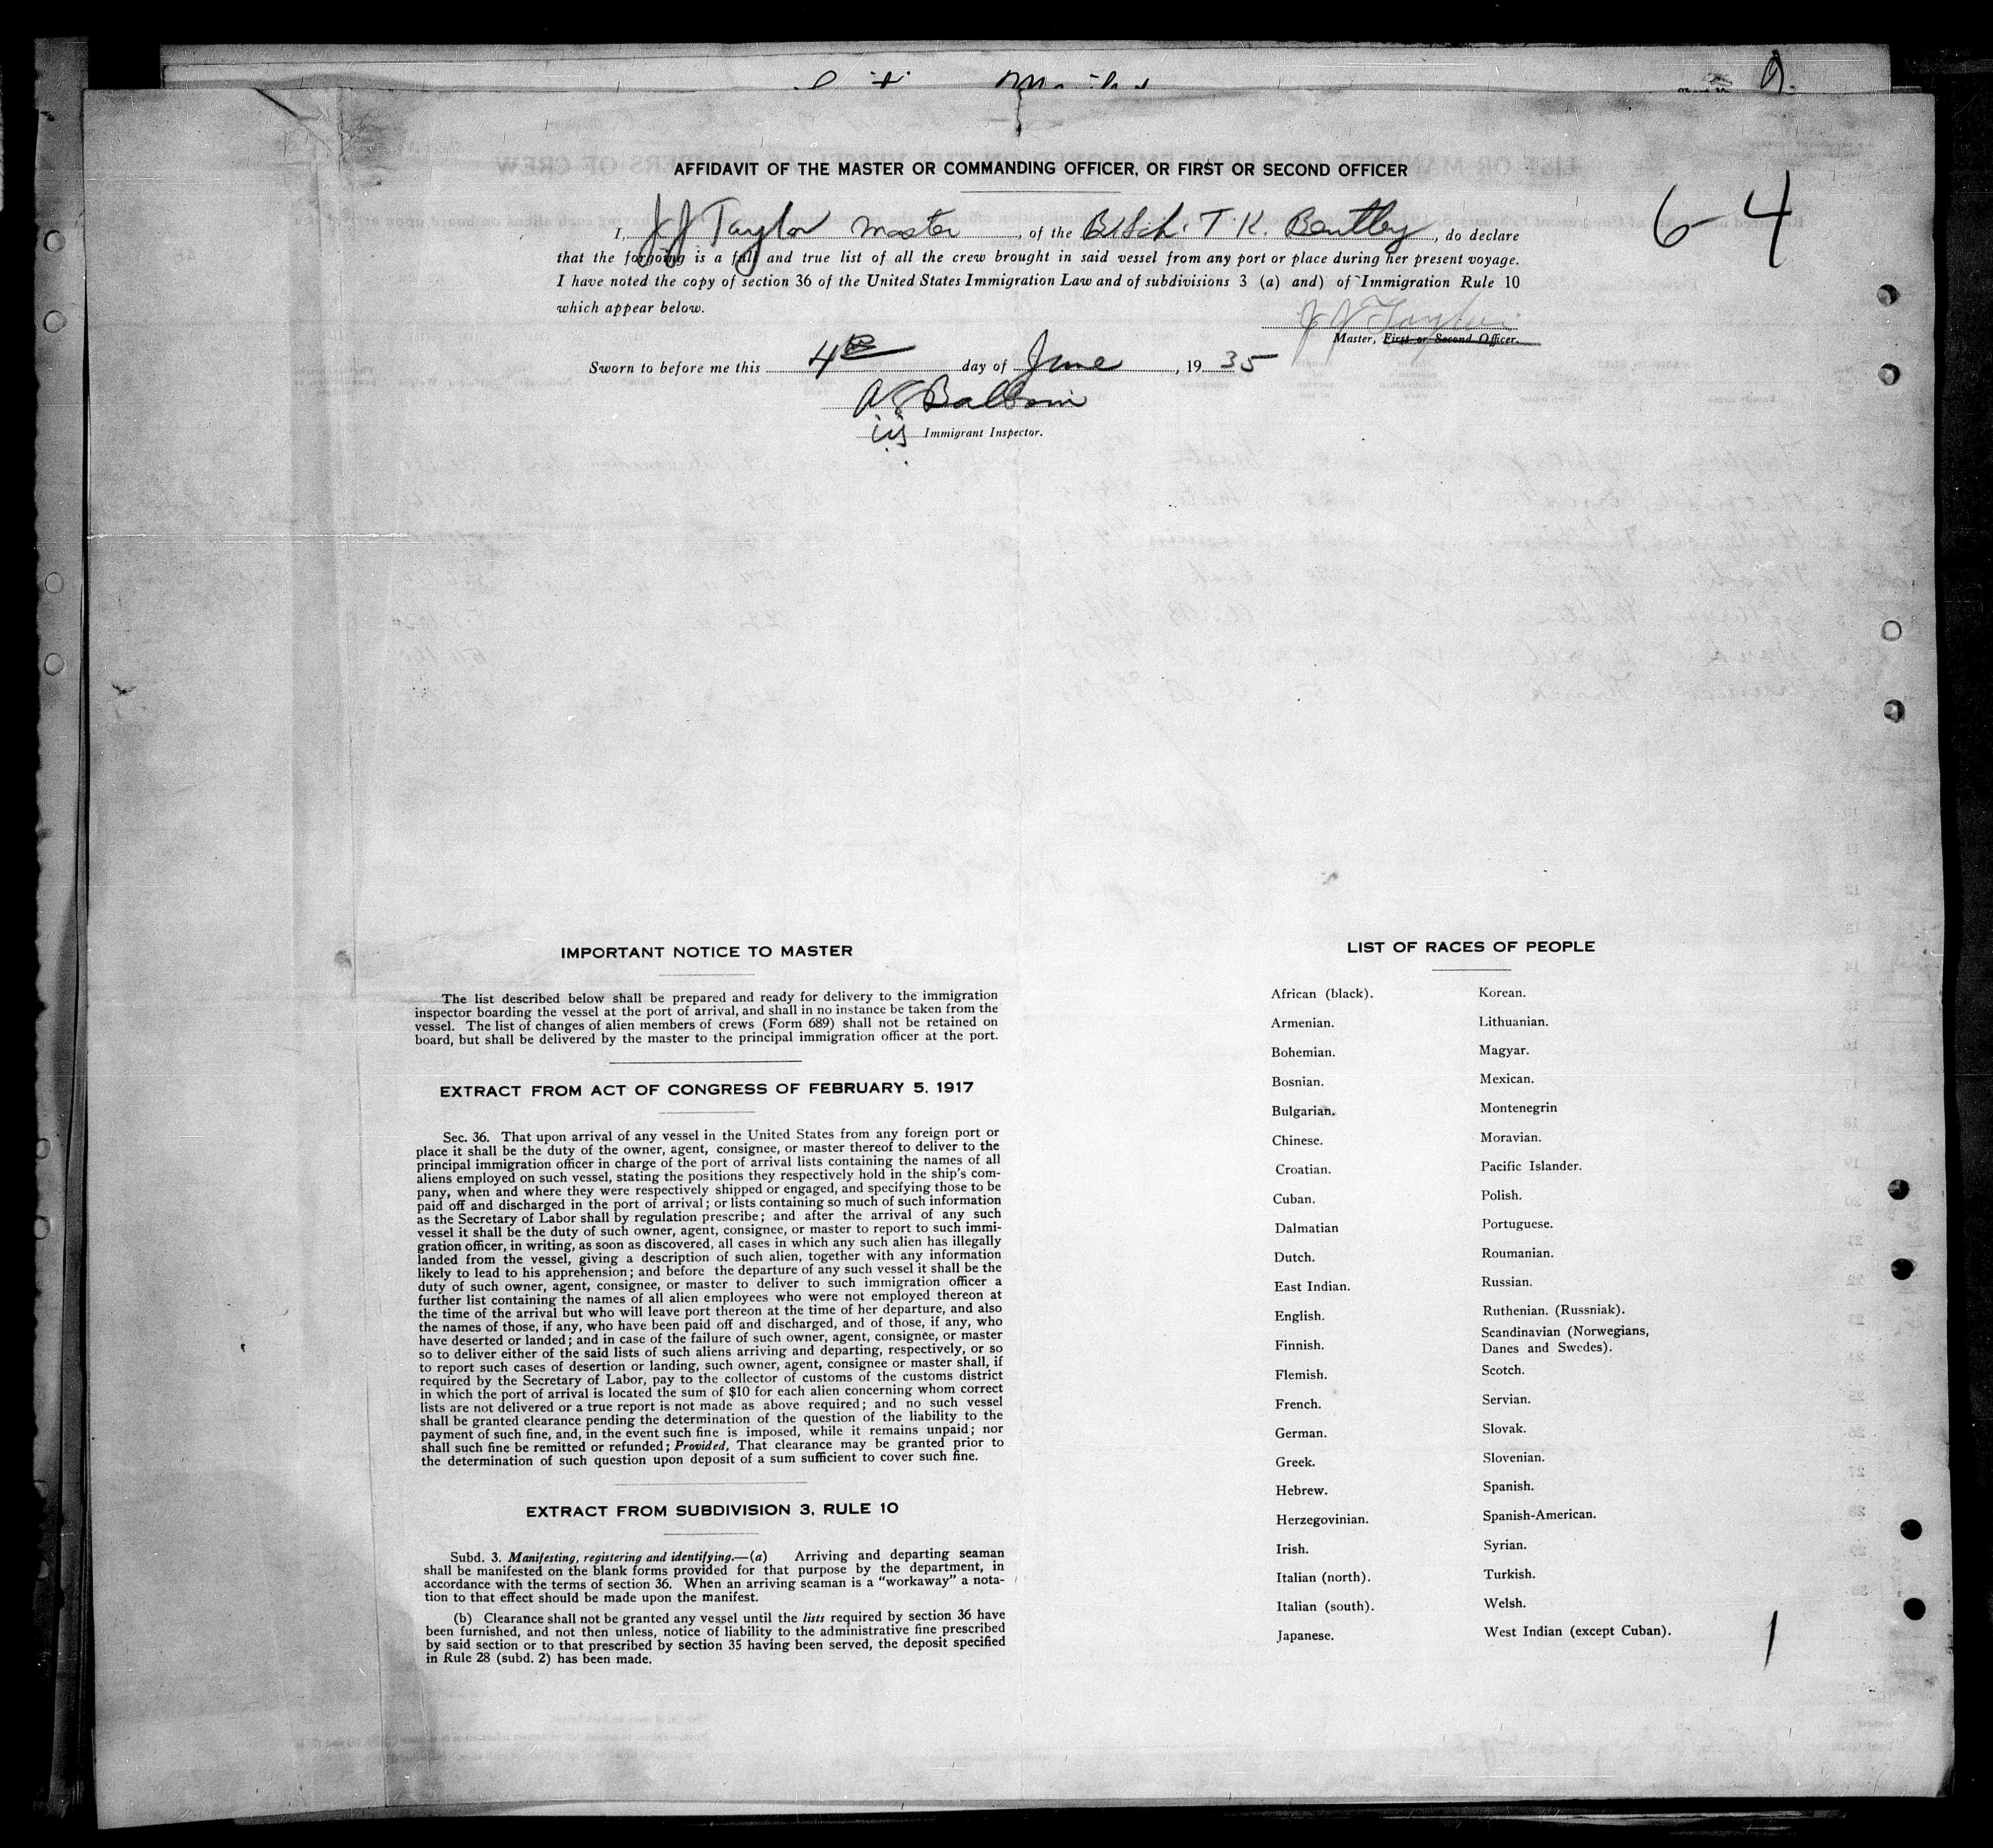 AFFIDAVIT OF THE MASTER OR COMMANDING OFFICER, OR FIRST OR SECOND OFFICER
6-4
I, J J Taylor master, of the Br Sch. T. K. Bentley, do declare
that the forgoing is a full and true list of all the crew brought in said vessel from any port or place during her present voyage.
I have noted the copy of section 36 of the United States Immigration Law and of subdivisions 3 (a) and) of Immigration Rule 10
which appear below.
J J Taylor
Master, First or Second Officer.
Sworn to before me this 4th day of June, 19 35
Immigrant Inspector.
IMPORTANT NOTICE TO MASTER
The list described below shall be prepared and ready for delivery to the immigration
inspector boarding the vessel at the port of arrival, and shall in no instance be taken from the
vessel. The list of changes of alien members of crews (Form 689) shall not be retained on
board, but shall be delivered by the master to the principal immigration officer at the port.
EXTRACT FROM ACT OF CONGRESS OF FEBRUARY 5, 1917
Sec. 36. That upon arrival of any vessel in the United States from any foreign port or
place it shall be the duty of the owner, agent, consignee, or master thereof to deliver to the
principal immigration officer in charge of the port of arrival lists containing the names of all
aliens employed on such vessel, stating the positions they respectively hold in the ship's com-
pany, when and where they were respectively shipped or engaged, and specifying those to be
paid off and discharged in the port of arrival; or lists containing so much of such information
as the Secretary of Labor shall by regulation prescribe; and after the arrival of any such
vessel it shall be the duty of such owner, agent, consignee, or master to report to such immi-
gration officer, in writing, as soon as discovered, all cases in which any such alien has illegally
landed from the vessel, giving a description of such alien, together with any information
likely to lead to his apprehension; and before the departure of any such vessel it shall be the
duty of such owner, agent, consignee, or master to deliver to such immigration officer a
further list containing the names of all alien employees who were not employed thereon at
the time of the arrival but who will leave port thereon at the time of her departure, and also
the names of those, if any, who have been paid off and discharged, and of those, if any, who
have deserted or landed; and in case of the failure of such owner, agent, consignee, or master
so to deliver either of the said lists of such aliens arriving and departing, respectively, or so
to report such cases of desertion or landing, such owner, agent, consignee or master shall, if
required by the Secretary of Labor, pay to the collector of customs of the customs district
in which the port of arrival is located the sum of $10 for each alien concerning whom correct
lists are not delivered or a true report is not made as above required; and no such vessel
shall be granted clearance pending the determination of the question of the liability to the
payment of such fine, and, in the event such fine is imposed, while it remains unpaid; nor
shall such fine be remitted or refunded; Provided, That clearance may be granted prior to
the determination of such question upon deposit of a sum sufficient to cover such fine.
EXTRACT FROM SUBDIVISION 3, RULE 10
Subd. 3. Manifesting, registering and identifying.—(a) Arriving and departing seaman
shall be manifested on the blank forms provided for that purpose by the department, in
accordance with the terms of section 36. When an arriving seaman is a "workaway" a nota-
tion to that effect should be made upon the manifest.
(b) Clearance shall not be granted any vessel until the lists required by section 36 have
been furnished, and not then unless, notice of liability to the administrative fine prescribed
by said section or to that prescribed by section 35 having been served, the deposit specified
in Rule 28 (subd. 2) has been made.
LIST OF RACES OF PEOPLE
African (black).
Armenian.
Bohemian.
Bosnian.
Bulgarian.
Chinese.
Croatian.
Cuban.
Dalmatian
Dutch.
East Indian.
English.
Finnish.
Flemish.
French.
German.
Greek.
Hebrew.
Herzegovinian.
Irish.
Italian (north).
Italian (south).
Japanese.
Korean.
Lithuanian.
Magyar.
Mexican.
Montenegrin
Moravian.
Pacific Islander.
Polish.
Portuguese.
Roumanian.
Russian.
Ruthenian. (Russniak).
Scandinavian (Norwegians,
Danes and Swedes).
Scotch.
Servian.
Slovak.
Slovenian.
Spanish.
Spanish-American.
Syrian.
Turkish.
Welsh.
West Indian (except Cuban).
1